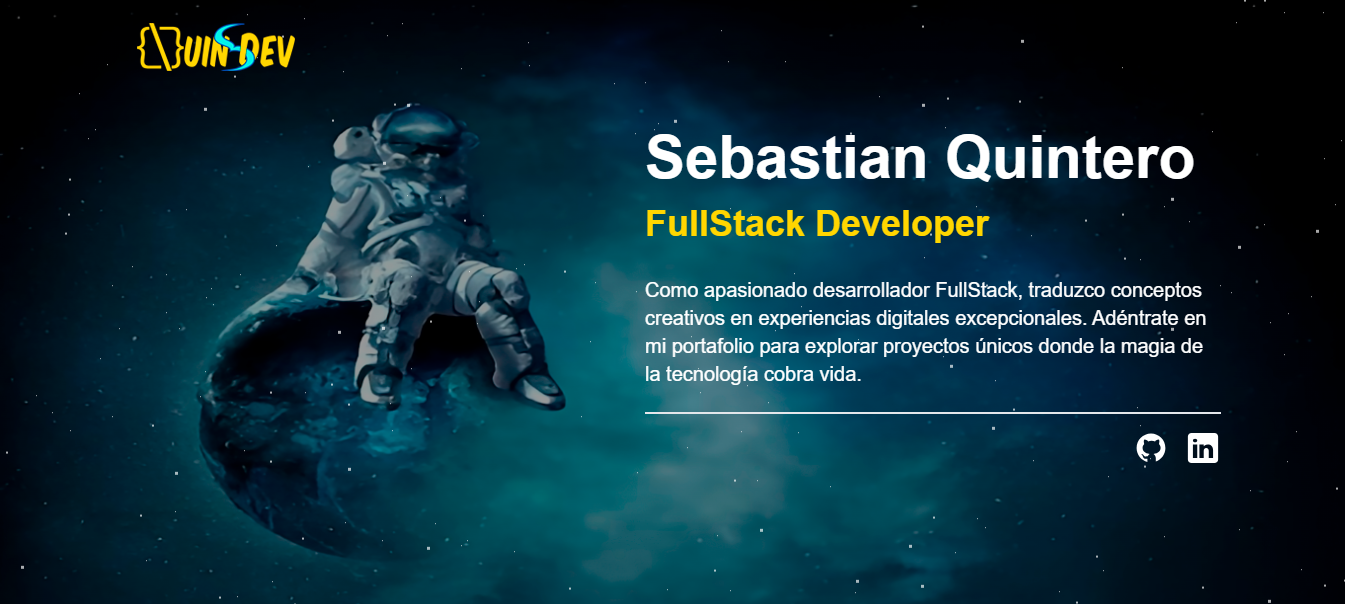 {\}UIN DEV
Sebastian Quintero
FullStack Developer
Como apasionado desarrollador FullStack, traduzco conceptos
creativos en experiencias digitales excepcionales. Adéntrate en
mi portafolio para explorar proyectos únicos donde la magia de
la tecnología cobra vida.
in